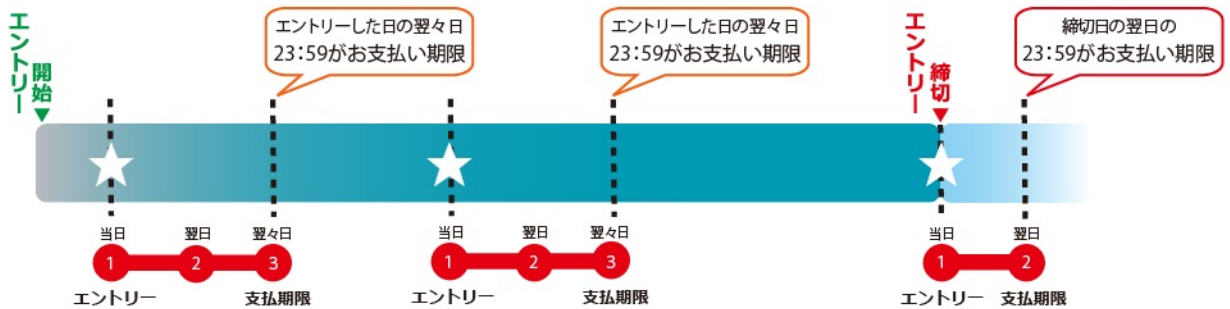 エントリー
開始▼
エントリーした日の翌々日
23:59がお支払い期限
エントリーした日の翌々日
23:59がお支払い期限
エントリー
締切▼
締切日の翌日の
23:59がお支払い期限
当日 翌日 翌々日
1 2 3
エントリー 支払期限
当日 翌日 翌々日
1 2 3
エントリー 支払期限
当日 翌日
1 2
エントリー 支払期限